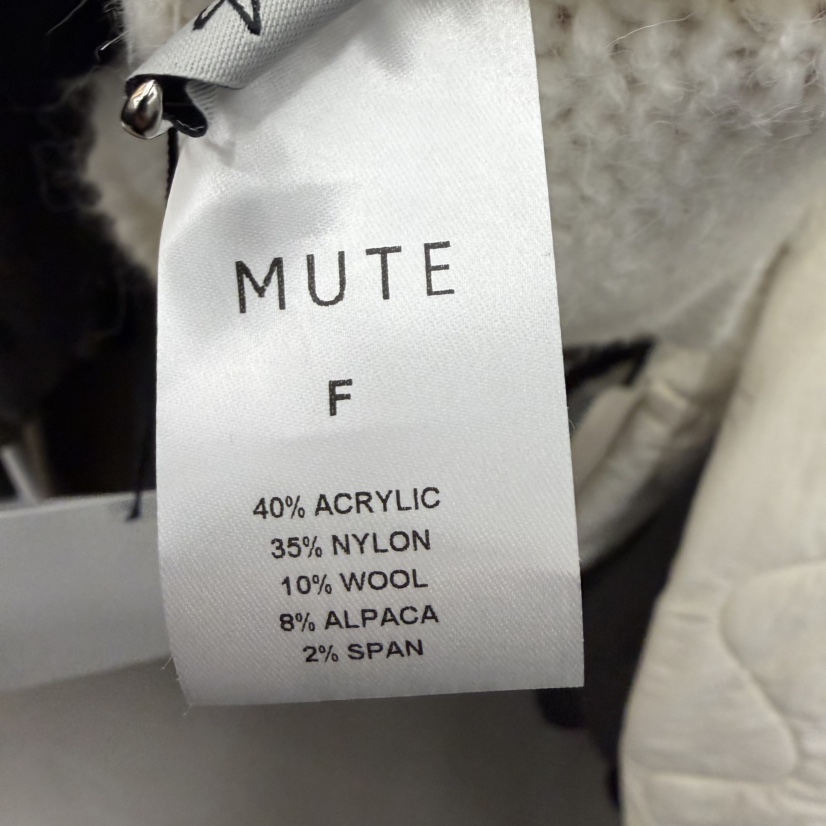 MUTE
F
40% ACRYLIC
35% NYLON
10% WOOL
8% ALPACA
2% SPAN